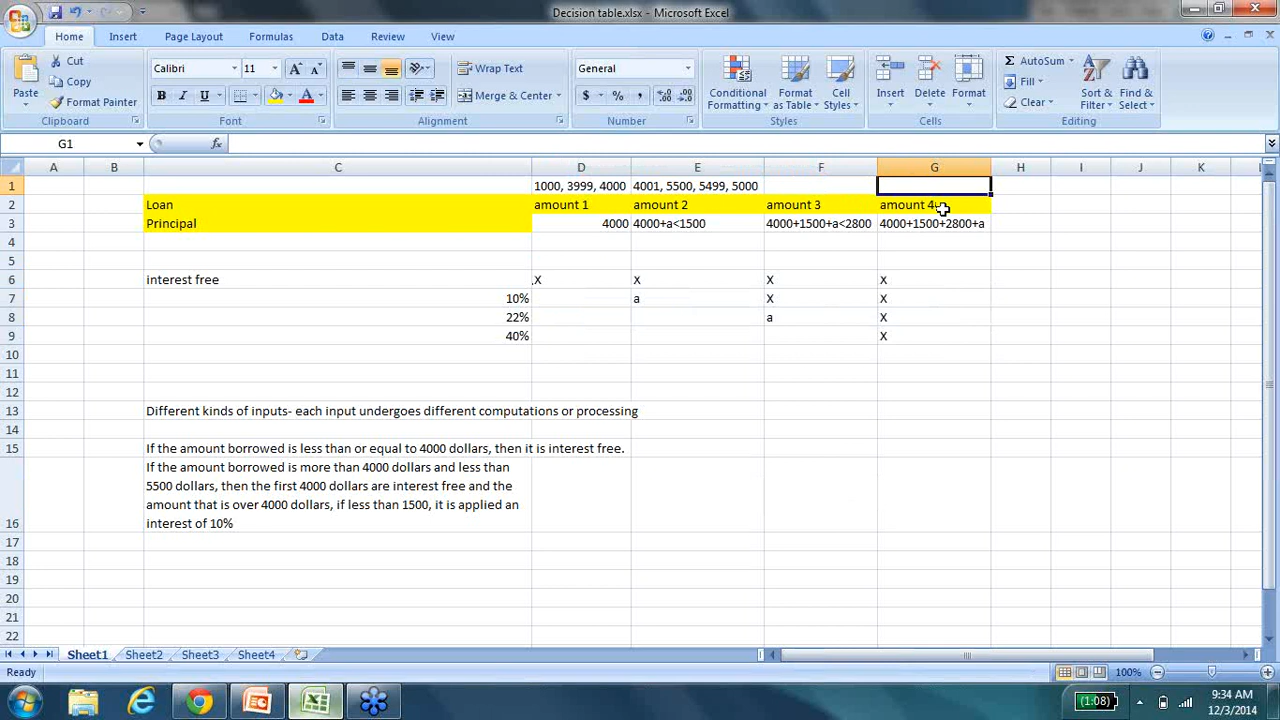 Decision table.xlsx - Microsoft Excel
Home Insert Page Layout Formulas Data Review View
Paste
Cut
Copy
Format Painter
Clipboard
Calibri 11
B I U
Font
Wrap Text
Merge & Center
Alignment
General
$ % ,
Number
Conditional Formatting
Format as Table
Cell Styles
Styles
Insert Delete Format
Cells
AutoSum
Fill
Clear
Sort & Filter
Find & Select
Editing
G1
fx
A B C D E F G H I J K
1 1000, 3999, 4000 4001, 5500, 5499, 5000
2 Loan amount 1 amount 2 amount 3 amount 4
3 Principal 4000 4000+a<1500 4000+1500+a<2800 4000+1500+2800+a
4
5
6 interest free .X X X X
7 10% a X X
8 22% a X
9 40% X
10
11
12
13 Different kinds of inputs- each input undergoes different computations or processing
14
15 If the amount borrowed is less than or equal to 4000 dollars, then it is interest free.
If the amount borrowed is more than 4000 dollars and less than
5500 dollars, then the first 4000 dollars are interest free and the
amount that is over 4000 dollars, if less than 1500, it is applied an
16 interest of 10%
17
18
19
20
21
22
Sheet1 Sheet2 Sheet3 Sheet4
Ready 100%
(1:08)
9:34 AM
12/3/2014